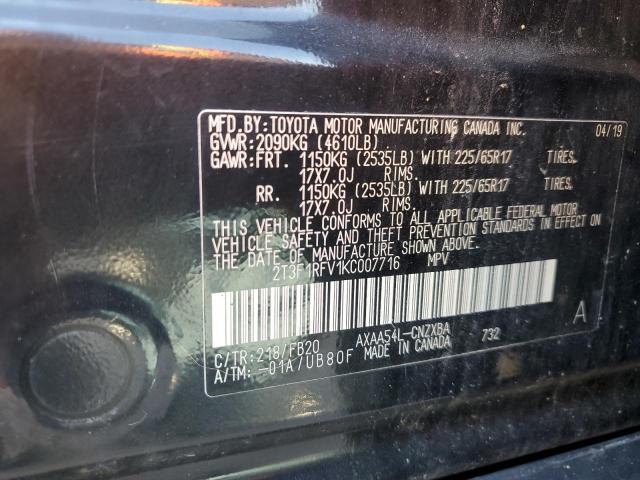 MFD.BY:TOYOTA MOTOR MANUFACTURING CANADA INC. 04/19
GVWR:2090KG (4610LB)
GAWR:FRT. 1150KG (2535LB) WITH 225/65R17 TIRES,
17X7.0J RIMS.
RR. 1150KG (2535LB) WITH 225/65R17 TIRES,
17X7.0J RIMS.
THIS VEHICLE CONFORMS TO ALL APPLICABLE FEDERAL MOTOR
VEHICLE SAFETY AND THEFT PREVENTION STANDARDS IN EFFECT ON
THE DATE OF MANUFACTURE SHOWN ABOVE.
2T3F1RFV1KC007716 MPV
A
C/TR:218/FB20 AXAA54L-CNZXBA 732
A/TM:-01A/UB80F MADE IN CANADA